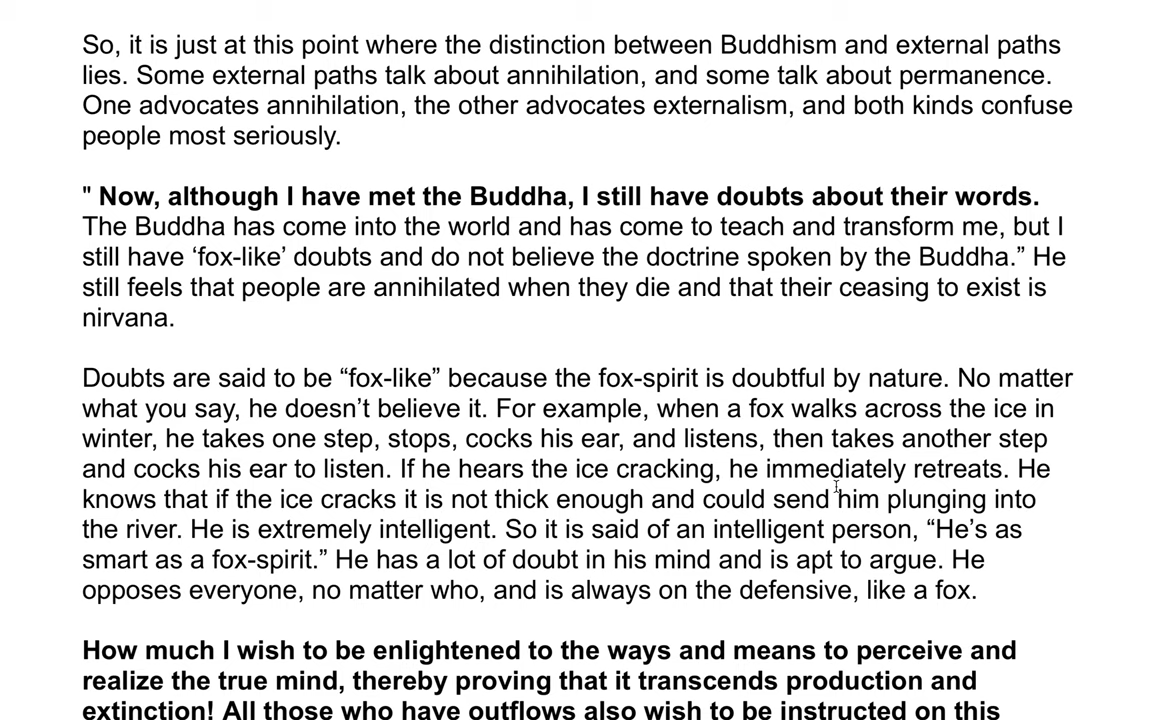 So, it is just at this point where the distinction between Buddhism and external paths
lies. Some external paths talk about annihilation, and some talk about permanence.
One advocates annihilation, the other advocates externalism, and both kinds confuse
people most seriously.
" Now, although I have met the Buddha, I still have doubts about their words.
The Buddha has come into the world and has come to teach and transform me, but I
still have ‘fox-like’ doubts and do not believe the doctrine spoken by the Buddha.” He
still feels that people are annihilated when they die and that their ceasing to exist is
nirvana.
Doubts are said to be “fox-like” because the fox-spirit is doubtful by nature. No matter
what you say, he doesn’t believe it. For example, when a fox walks across the ice in
winter, he takes one step, stops, cocks his ear, and listens, then takes another step
and cocks his ear to listen. If he hears the ice cracking, he immediately retreats. He
knows that if the ice cracks it is not thick enough and could send him plunging into
the river. He is extremely intelligent. So it is said of an intelligent person, “He’s as
smart as a fox-spirit.” He has a lot of doubt in his mind and is apt to argue. He
opposes everyone, no matter who, and is always on the defensive, like a fox.
How much I wish to be enlightened to the ways and means to perceive and
realize the true mind, thereby proving that it transcends production and
extinction! All those who have outflows also wish to be instructed on this